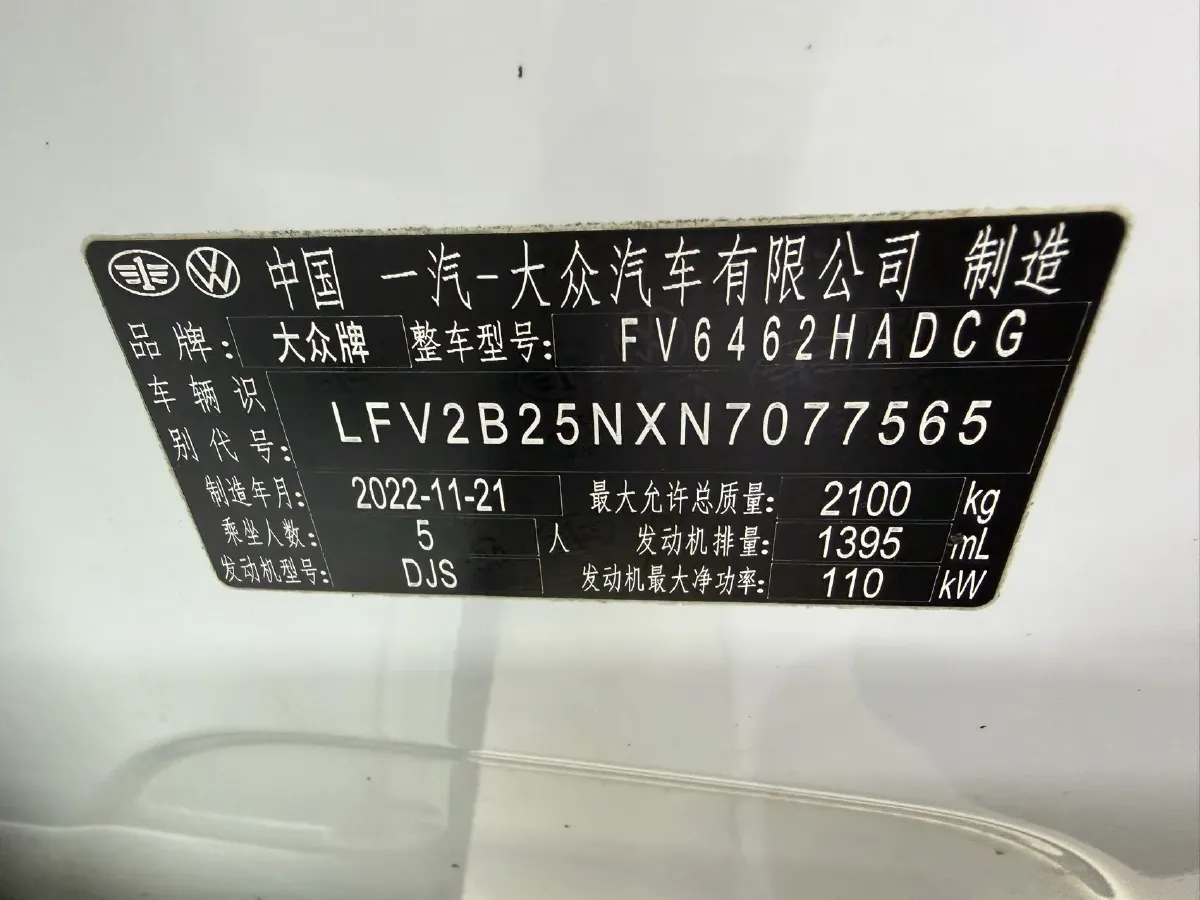 中国 一汽-大众汽车有限公司 制造
品牌: 大众牌 整车型号: FV6462HADCG
车辆识别代号: LFV2B25NXN7077565
制造年月: 2022-11-21 最大允许总质量: 2100 kg
乘坐人数: 5 人 发动机排量: 1395 mL
发动机型号: DJS 发动机最大净功率: 110 kW